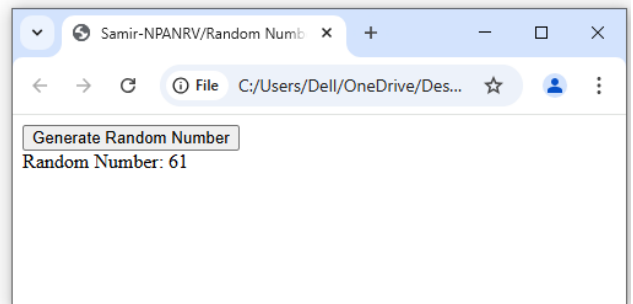 Samir-NPANRV/Random Numb
File C:/Users/Dell/OneDrive/Des...
Generate Random Number
Random Number: 61